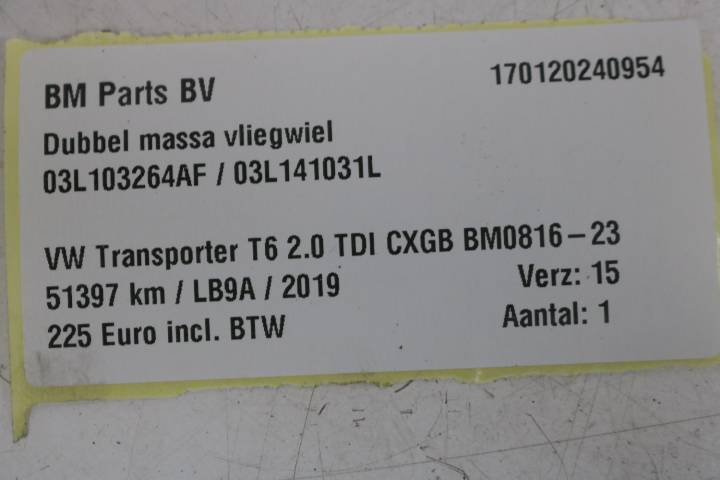 BM Parts BV 170120240954
Dubbel massa vliegwiel
03L103264AF / 03L141031L
VW Transporter T6 2.0 TDI CXGB BM0816-23
51397 km / LB9A / 2019 Verz: 15
225 Euro incl. BTW Aantal: 1